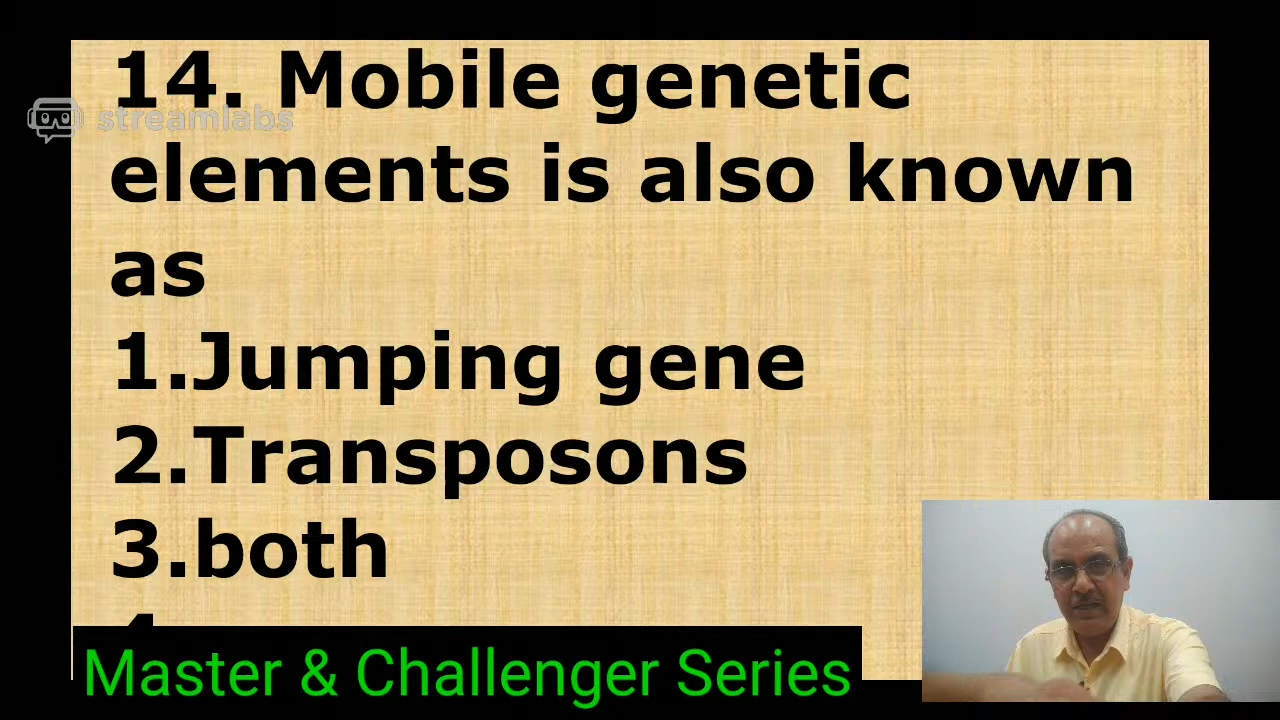 14. Mobile genetic
streamlabs
elements is also known
as
1.Jumping gene
2.Transposons
3.both
Master & Challenger Series